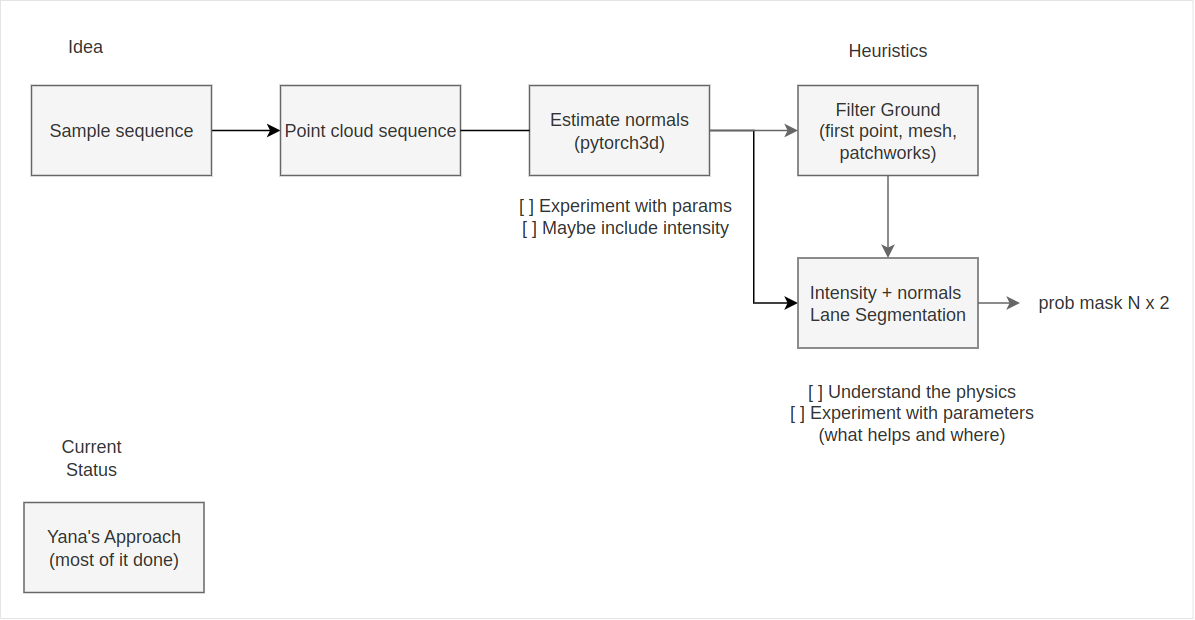 Idea
Heuristics
Sample sequence
Point cloud sequence
Estimate normals
(pytorch3d)
Filter Ground
(first point, mesh,
patchworks)
[ ] Experiment with params
[ ] Maybe include intensity
Intensity + normals
Lane Segmentation
prob mask N x 2
[ ] Understand the physics
[ ] Experiment with parameters
(what helps and where)
Current
Status
Yana's Approach
(most of it done)